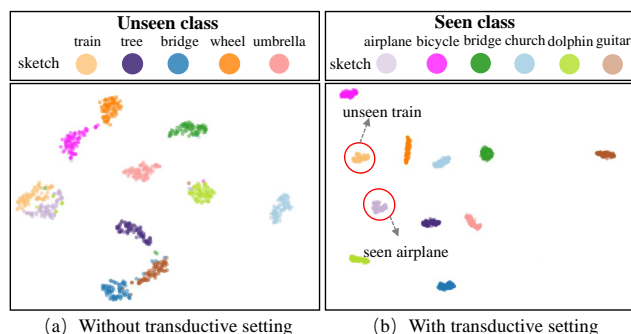 Unseen class
train tree bridge wheel umbrella
sketch
Seen class
airplane bicycle bridge church dolphin guitar
sketch
unseen train
seen airplane
(a) Without transductive setting
(b) With transductive setting